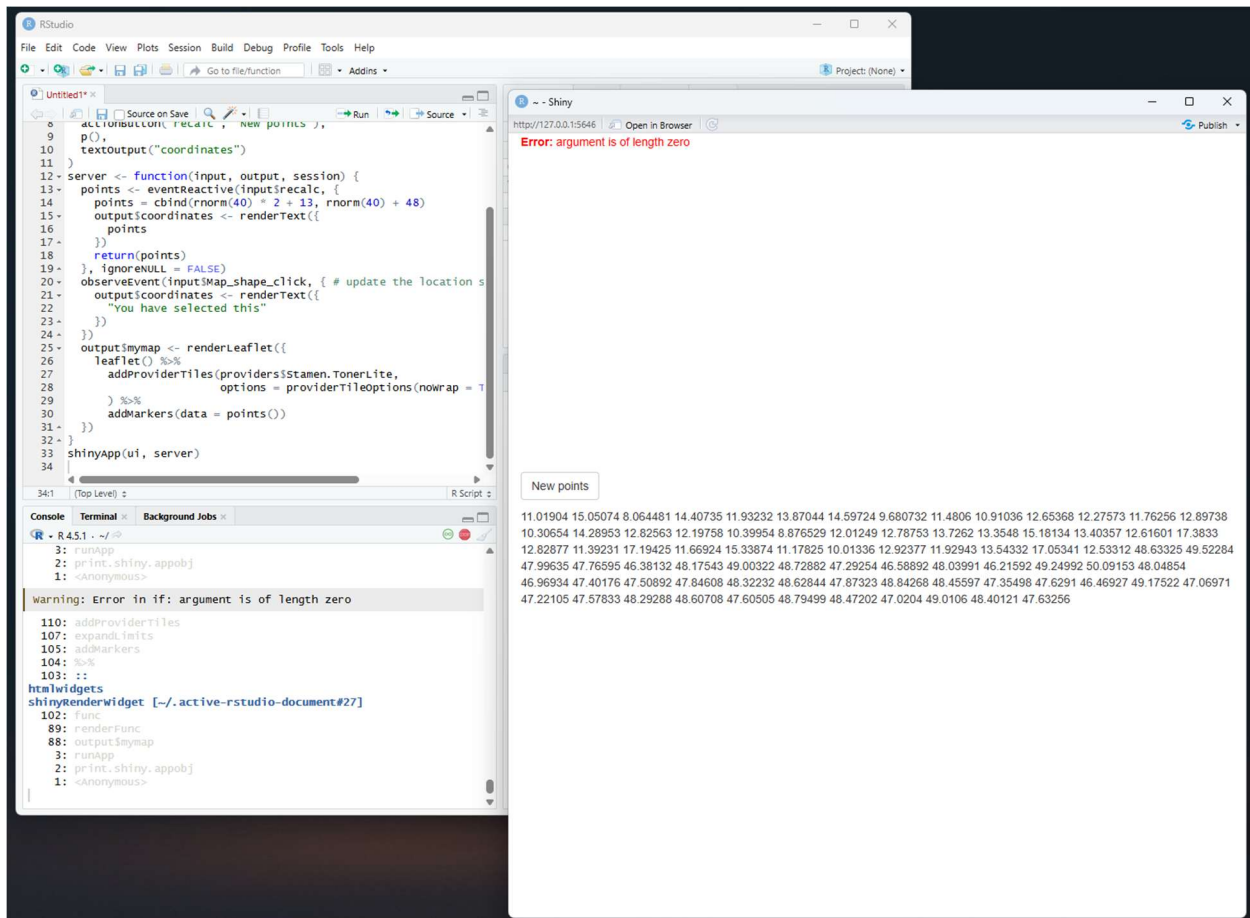 RStudio
File Edit Code View Plots Session Build Debug Profile Tools Help
Go to file/function
Addins
Project: (None)
Untitled1*
Source on Save
Run
Source
8 actionButton("recalc", "New points"),
9 p(),
10 textOutput("coordinates")
11 )
12 server <- function(input, output, session) {
13 points <- eventReactive(input$recalc, {
14 points = cbind(rnorm(40) * 2 + 13, rnorm(40) + 48)
15 output$coordinates <- renderText({
16 points
17 })
18 return(points)
19 }, ignoreNULL = FALSE)
20 observeEvent(input$Map_shape_click, { # update the location s
21 output$coordinates <- renderText({
22 "You have selected this"
23 })
24 })
25 output$mymap <- renderLeaflet({
26 leaflet() %>%
27 addProviderTiles(providers$Stamen.TonerLite,
28 options = providerTileOptions(noWrap = T
29 ) %>%
30 addMarkers(data = points())
31 })
32 }
33 shinyApp(ui, server)
34
34:1 (Top Level) R Script
Console Terminal Background Jobs
R 4.5.1 · ~/
3: runApp
2: print.shiny.appobj
1: <Anonymous>
Warning: Error in if: argument is of length zero
110: addProviderTiles
107: expandLimits
105: addMarkers
104: %>%
103: ::
htmlwidgets
shinyRenderWidget [~/.active-rstudio-document#27]
102: func
89: renderFunc
88: output$mymap
3: runApp
2: print.shiny.appobj
1: <Anonymous>
~ - Shiny
http://127.0.0.1:5646 Open in Browser Publish
Error: argument is of length zero
New points
11.01904 15.05074 8.064481 14.40735 11.93232 13.87044 14.59724 9.680732 11.4806 10.91036 12.65368 12.27573 11.76256 12.89738
10.30654 14.28953 12.82563 12.19758 10.39954 8.876529 12.01249 12.78753 13.7262 13.3548 15.18134 13.40357 12.61601 17.3833
12.82877 11.39231 17.19425 11.66924 15.33874 11.17825 10.01336 12.92377 11.92943 13.54332 17.05341 12.53312 48.63325 49.52284
47.99635 47.76595 46.38132 48.17543 49.00322 48.72882 47.29254 46.58892 48.03991 46.21592 49.24992 50.09153 48.04854
46.96934 47.40176 47.50892 47.84608 48.32232 48.62844 47.87323 48.84268 48.45597 47.35498 47.6291 46.46927 49.17522 47.06971
47.22105 47.57833 48.29288 48.60708 47.60505 48.79499 48.47202 47.0204 49.0106 48.40121 47.63256